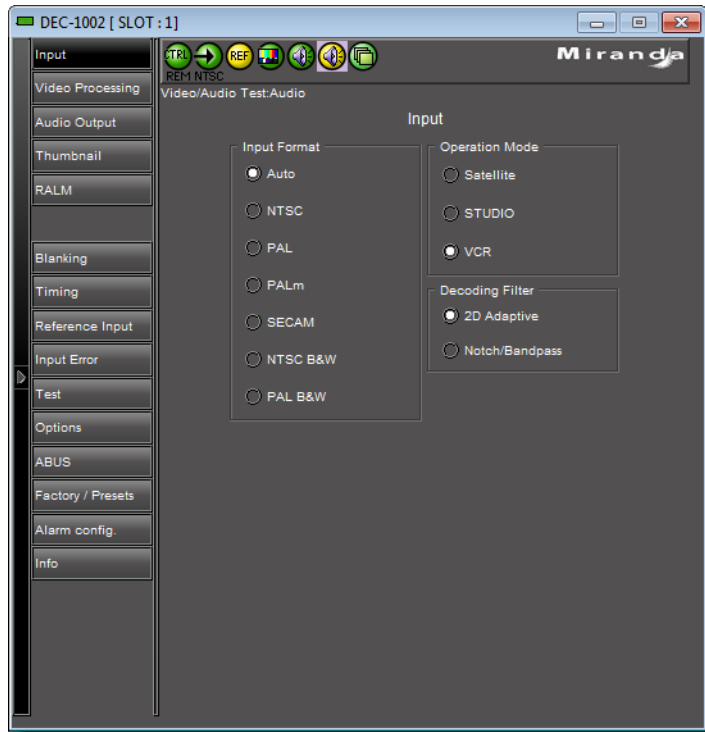 DEC-1002 [ SLOT : 1]
Input
Video Processing
Audio Output
Thumbnail
RALM
Blanking
Timing
Reference Input
Input Error
Test
Options
ABUS
Factory / Presets
Alarm config.
Info
CTRL
REF
REM NTSC
Miranda
Video/Audio Test:Audio
Input
Input Format
Auto
NTSC
PAL
PALm
SECAM
NTSC B&W
PAL B&W
Operation Mode
Satellite
STUDIO
VCR
Decoding Filter
2D Adaptive
Notch/Bandpass